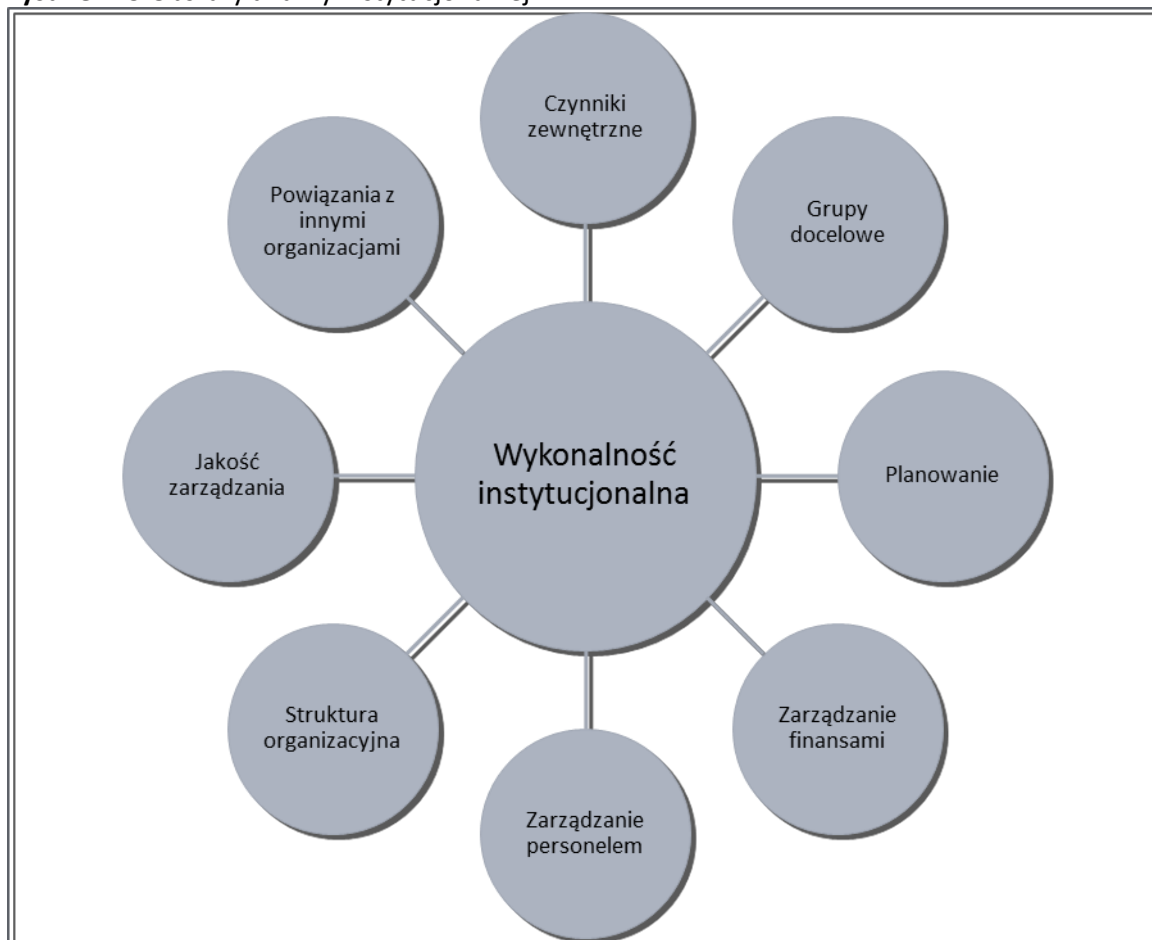 Czynniki
zewnętrzne
Grupy
docelowe
Planowanie
Zarządzanie
finansami
Zarządzanie
personelem
Struktura
organizacyjna
Jakość
zarządzania
Powiązania z
innymi
organizacjami
Wykonalność
instytucjonalna